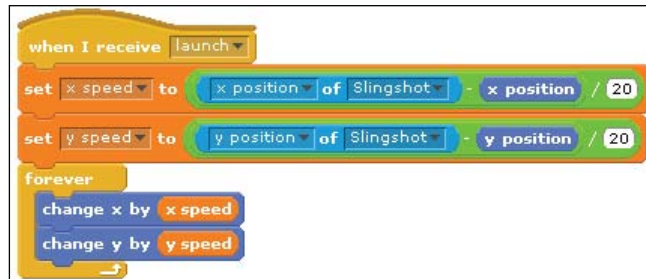 when I receive launch
set x speed to x position of Slingshot - x position / 20
set y speed to y position of Slingshot - y position / 20
forever
change x by x speed
change y by y speed